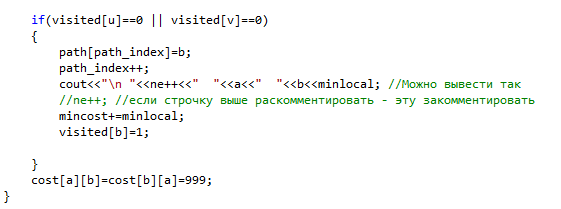 if(visited[u]==0 || visited[v]==0)
{
path[path_index]=b;
path_index++;
cout<<"\n "<<ne++<<"  "<<a<<"  "<<b<<minlocal; //Можно вывести так
//ne++; //если строчку выше раскомментировать - эту закомментировать
mincost+=minlocal;
visited[b]=1;
}
cost[a][b]=cost[b][a]=999;
}